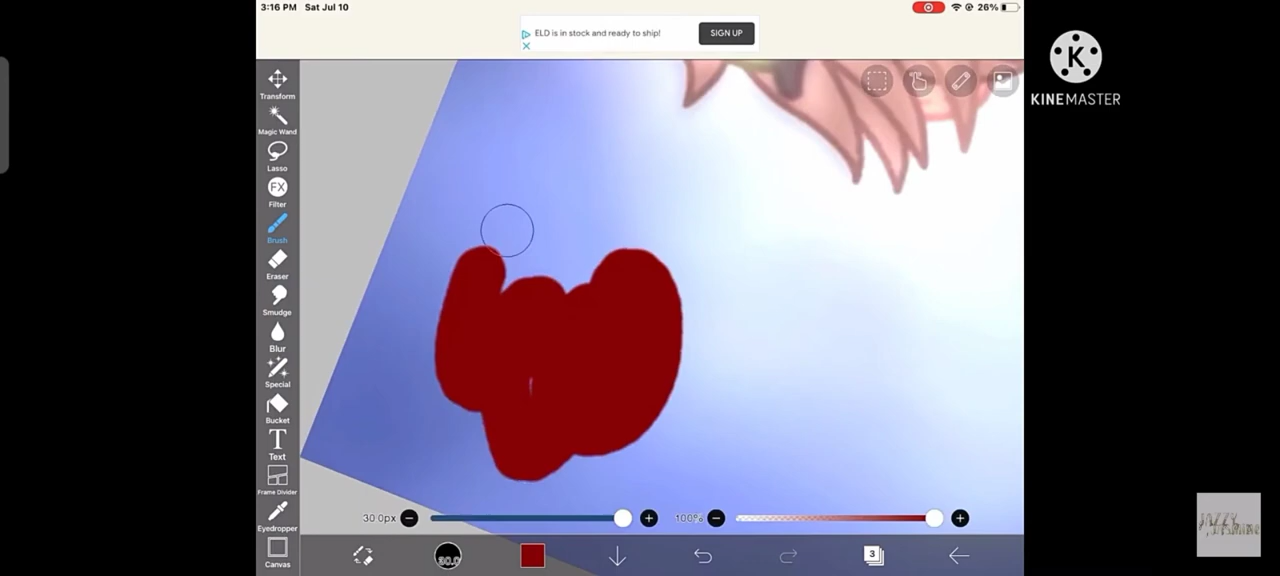 3:16 PM Sat Jul 10
26%
ELD is in stock and ready to ship!
SIGN UP
KINEMASTER
Transform
Magic Wand
Lasso
FX
Filter
Brush
Eraser
Smudge
Blur
Special
Bucket
T
Text
Frame Divider
Eyedropper
Canvas
30.0px
100%
30.0
3